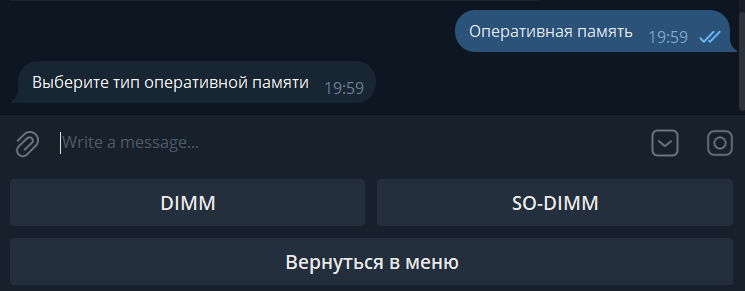 Оперативная память 19:59
Выберите тип оперативной памяти 19:59
Write a message...
DIMM SO-DIMM
Вернуться в меню